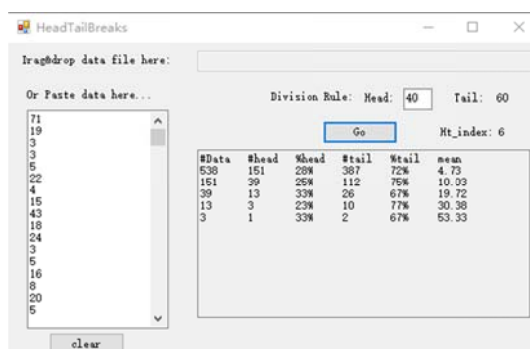 HeadTailBreaks
Irag&drop data file here:
Or Paste data here...
Division Rule: Head: 40 Tail: 60
Go
Ht_index: 6
71
19
3
3
5
22
4
15
43
18
24
3
5
16
8
20
5
#Data #head %head #tail %tail mean
538 151 28% 387 72% 4.73
151 39 25% 112 75% 10.03
39 13 33% 26 67% 19.72
13 3 23% 10 77% 30.38
3 1 33% 2 67% 53.33
clear